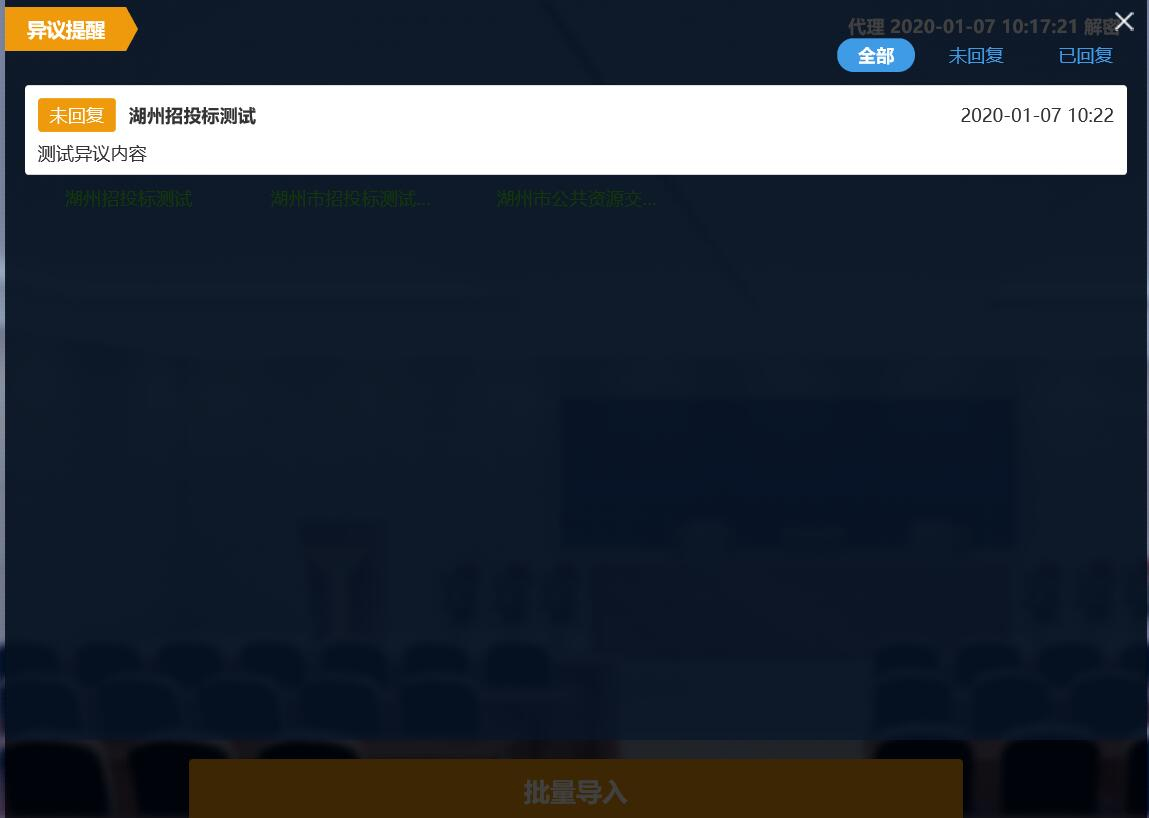 异议提醒
代理 2020-01-07 10:17:21 解密
全部 未回复 已回复
未回复 湖州招投标测试 2020-01-07 10:22
测试异议内容
湖州招投标测试 湖州市招投标测试... 湖州市公共资源交...
批量导入